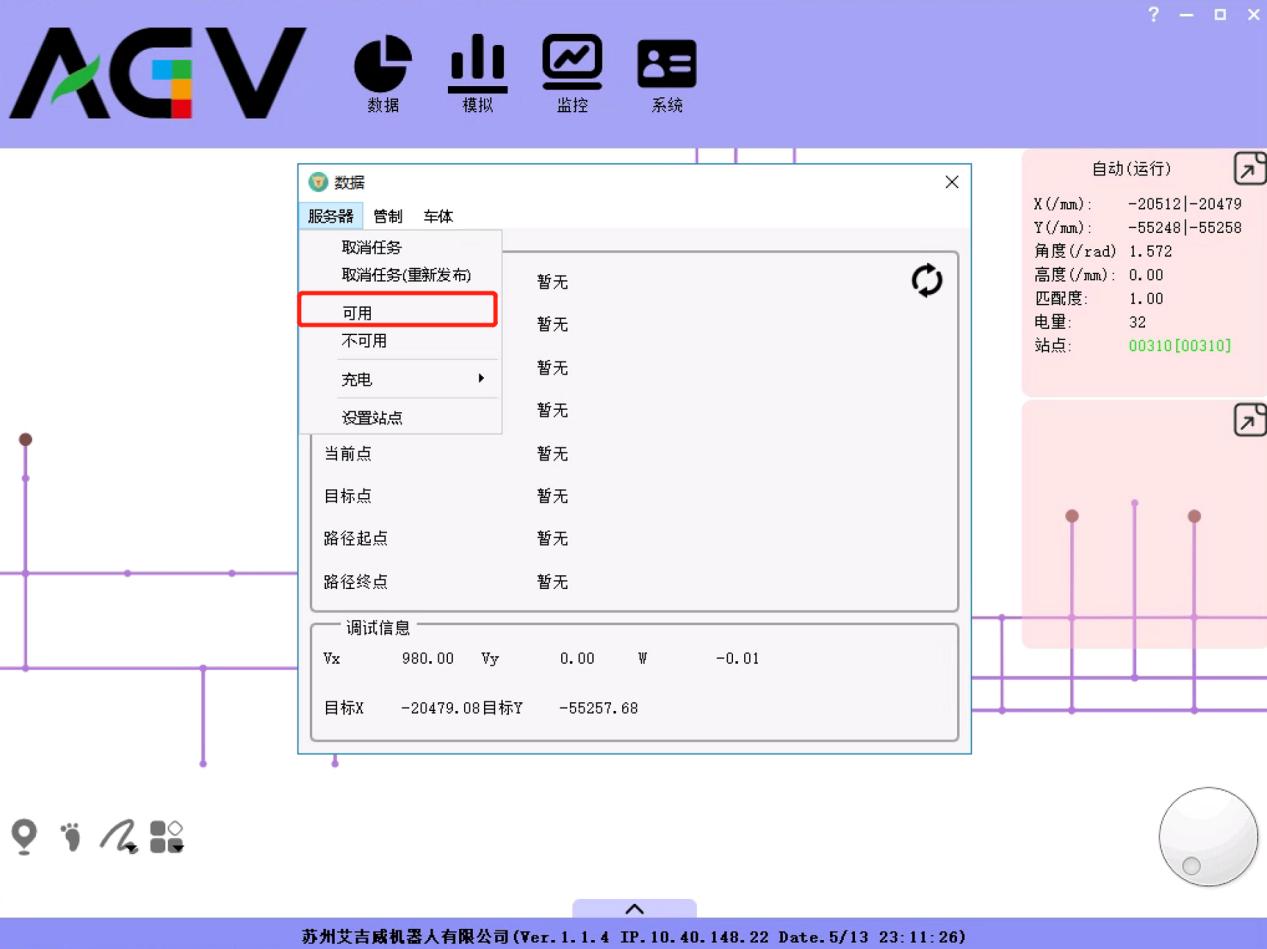 AGV
?
数据 模拟 监控 系统
数据
服务器 管制 车体
取消任务
取消任务(重新发布)
可用
不可用
充电
设置站点
暂无
暂无
暂无
暂无
当前点 暂无
目标点 暂无
路径起点 暂无
路径终点 暂无
调试信息
Vx 980.00 Vy 0.00 W -0.01
目标X -20479.08目标Y -55257.68
自动(运行)
X(/mm): -20512|-20479
Y(/mm): -55248|-55258
角度(/rad) 1.572
高度(/mm): 0.00
匹配度: 1.00
电量: 32
站点: 00310[00310]
苏州艾吉威机器人有限公司(Ver.1.1.4 IP.10.40.148.22 Date.5/13 23:11:26)